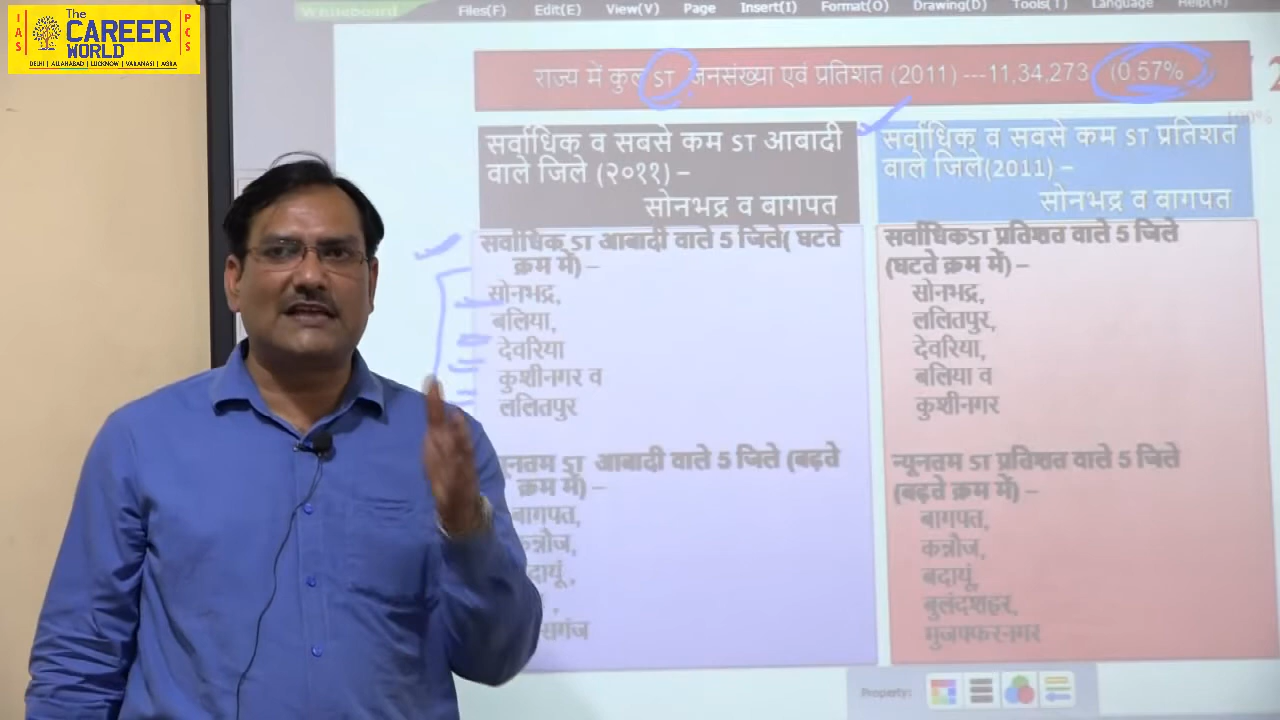 IAS
The
CAREER
WORLD
PCS
DELHI | ALLAHABAD | LUCKNOW | VARANASI | AGRA
Whiteboard
Files(F) Edit(E) View(V) Page Insert(I) Format(O) Drawing(D) Tools(T) Language Help(H)
राज्य में कुल ST जनसंख्या एवं प्रतिशत (2011) ---11,34,273 (0.57%
100%
सर्वाधिक व सबसे कम ST आबादी
वाले जिले (२०११) –
सोनभद्र व बागपत
सर्वाधिक ST आबादी वाले 5 जिले( घटते
क्रम में) –
सोनभद्र,
बलिया,
देवरिया
कुशीनगर व
ललितपुर
ST आबादी वाले 5 जिले (बढ़ते
क्रम में) –
बागपत,
सर्वाधिक व सबसे कम ST प्रतिशत
वाले जिले(2011) –
सोनभद्र व बागपत
सर्वाधिकST प्रतिशत वाले 5 जिले
(घटते क्रम में) –
सोनभद्र,
ललितपुर,
देवरिया,
बलिया व
कुशीनगर
न्यूनतम ST प्रतिशत वाले 5 जिले
(बढ़ते क्रम में) –
बागपत,
कन्नोज,
बदायूं,
बुलंदशहर,
मुजफ्फरनगर
Property: